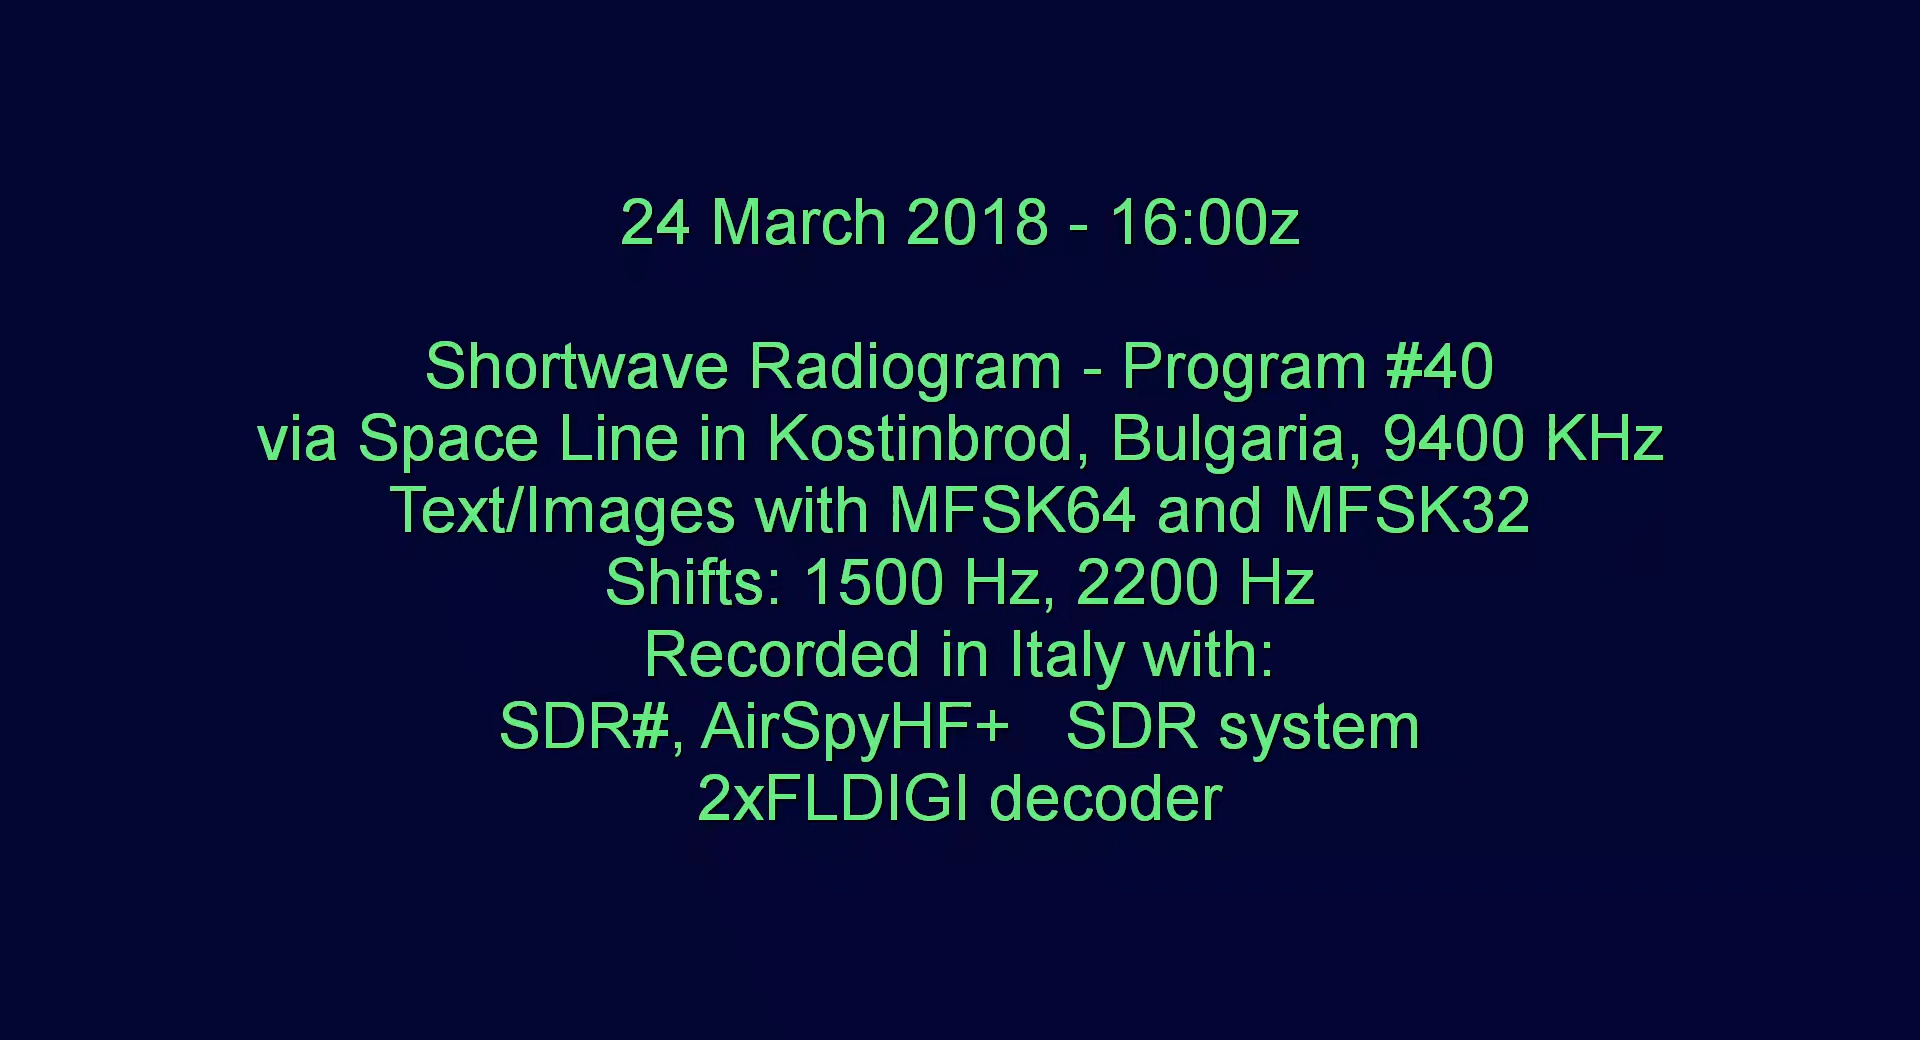 24 March 2018 - 16:00z
Shortwave Radiogram - Program #40
via Space Line in Kostinbrod, Bulgaria, 9400 KHz
Text/Images with MFSK64 and MFSK32
Shifts: 1500 Hz, 2200 Hz
Recorded in Italy with:
SDR#, AirSpyHF+   SDR system
2xFLDIGI decoder